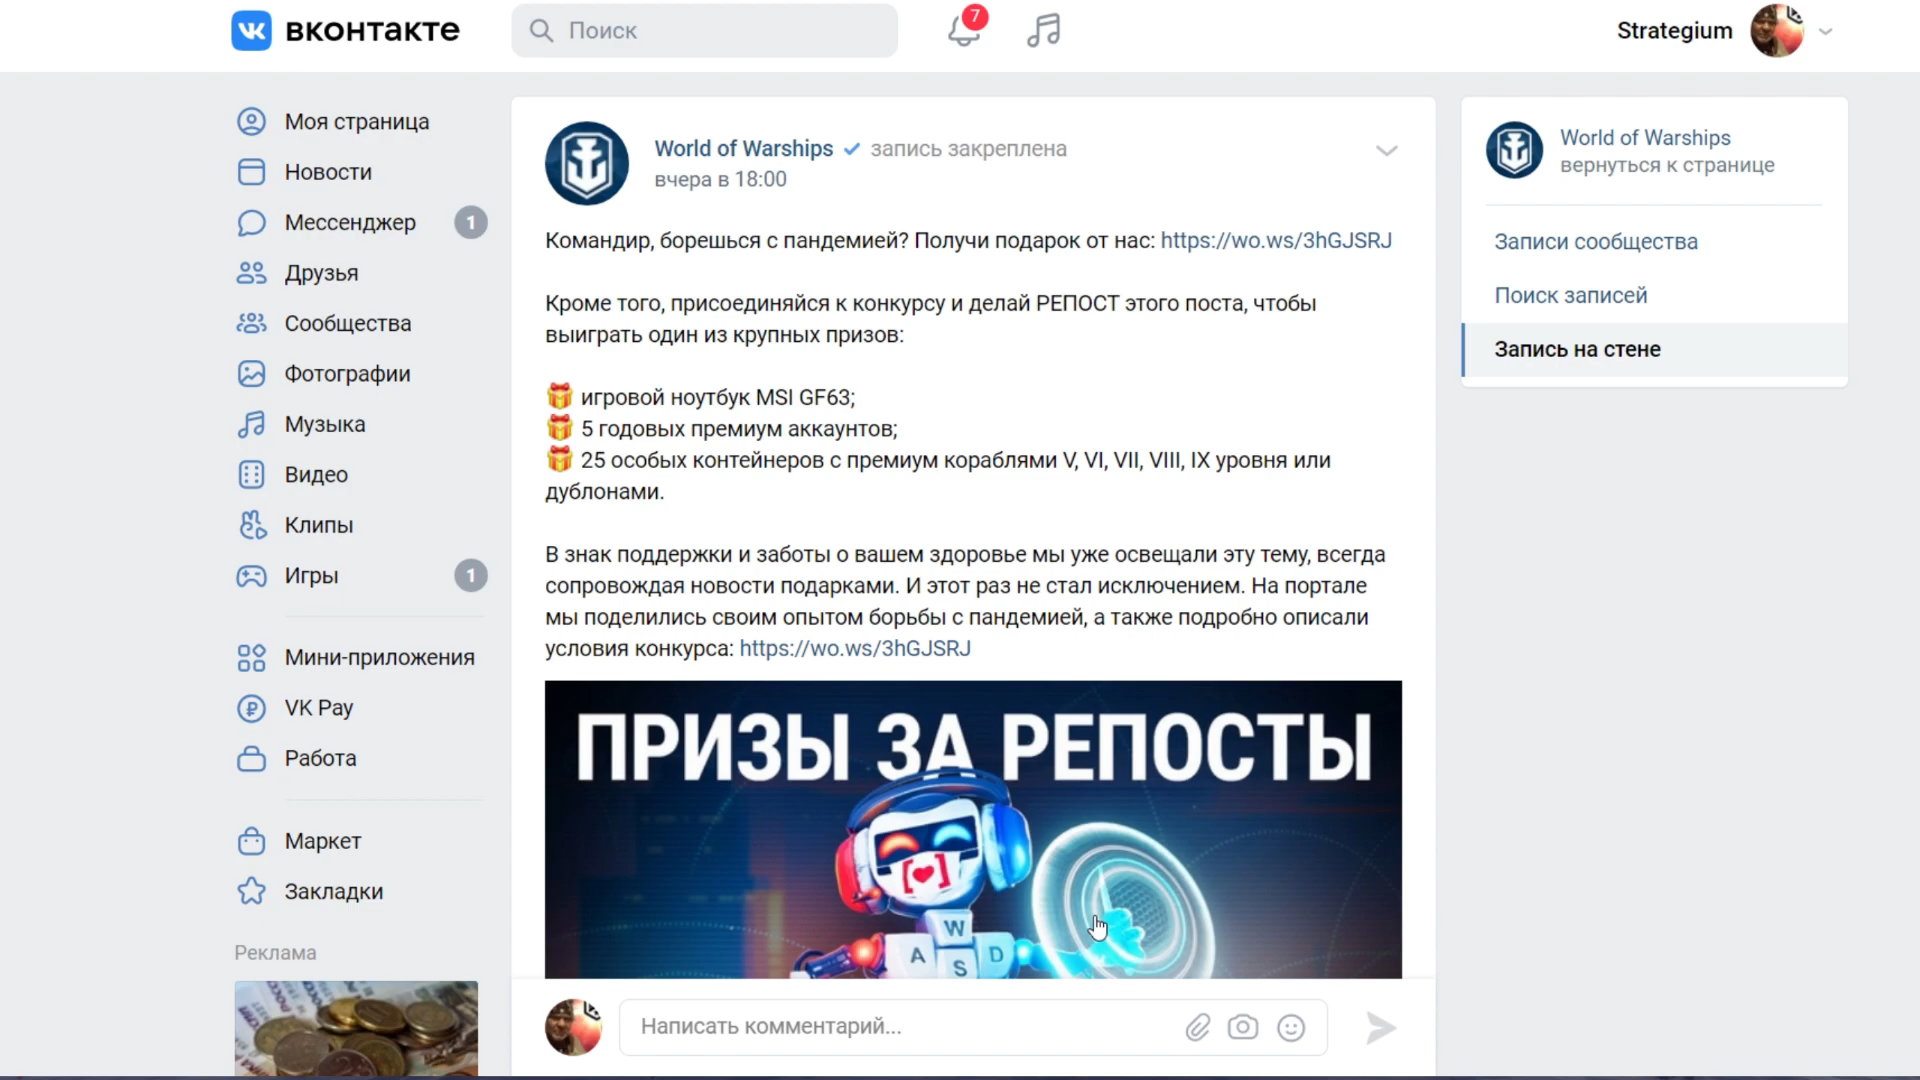 вконтакте
Поиск
7
Strategium
Моя страница
Новости
Мессенджер
1
Друзья
Сообщества
Фотографии
Музыка
Видео
Клипы
Игры
1
Мини-приложения
VK Pay
Работа
Маркет
Закладки
Реклама
World of Warships запись закреплена
вчера в 18:00
Командир, борешься с пандемией? Получи подарок от нас: https://wo.ws/3hGJSRJ
Кроме того, присоединяйся к конкурсу и делай РЕПОСТ этого поста, чтобы
выиграть один из крупных призов:
игровой ноутбук MSI GF63;
5 годовых премиум аккаунтов;
25 особых контейнеров с премиум кораблями V, VI, VII, VIII, IX уровня или
дублонами.
В знак поддержки и заботы о вашем здоровье мы уже освещали эту тему, всегда
сопровождая новости подарками. И этот раз не стал исключением. На портале
мы поделились своим опытом борьбы с пандемией, а также подробно описали
условия конкурса: https://wo.ws/3hGJSRJ
ПРИЗЫ ЗА РЕПОСТЫ
W
A S D
Написать комментарий...
World of Warships
вернуться к странице
Записи сообщества
Поиск записей
Запись на стене